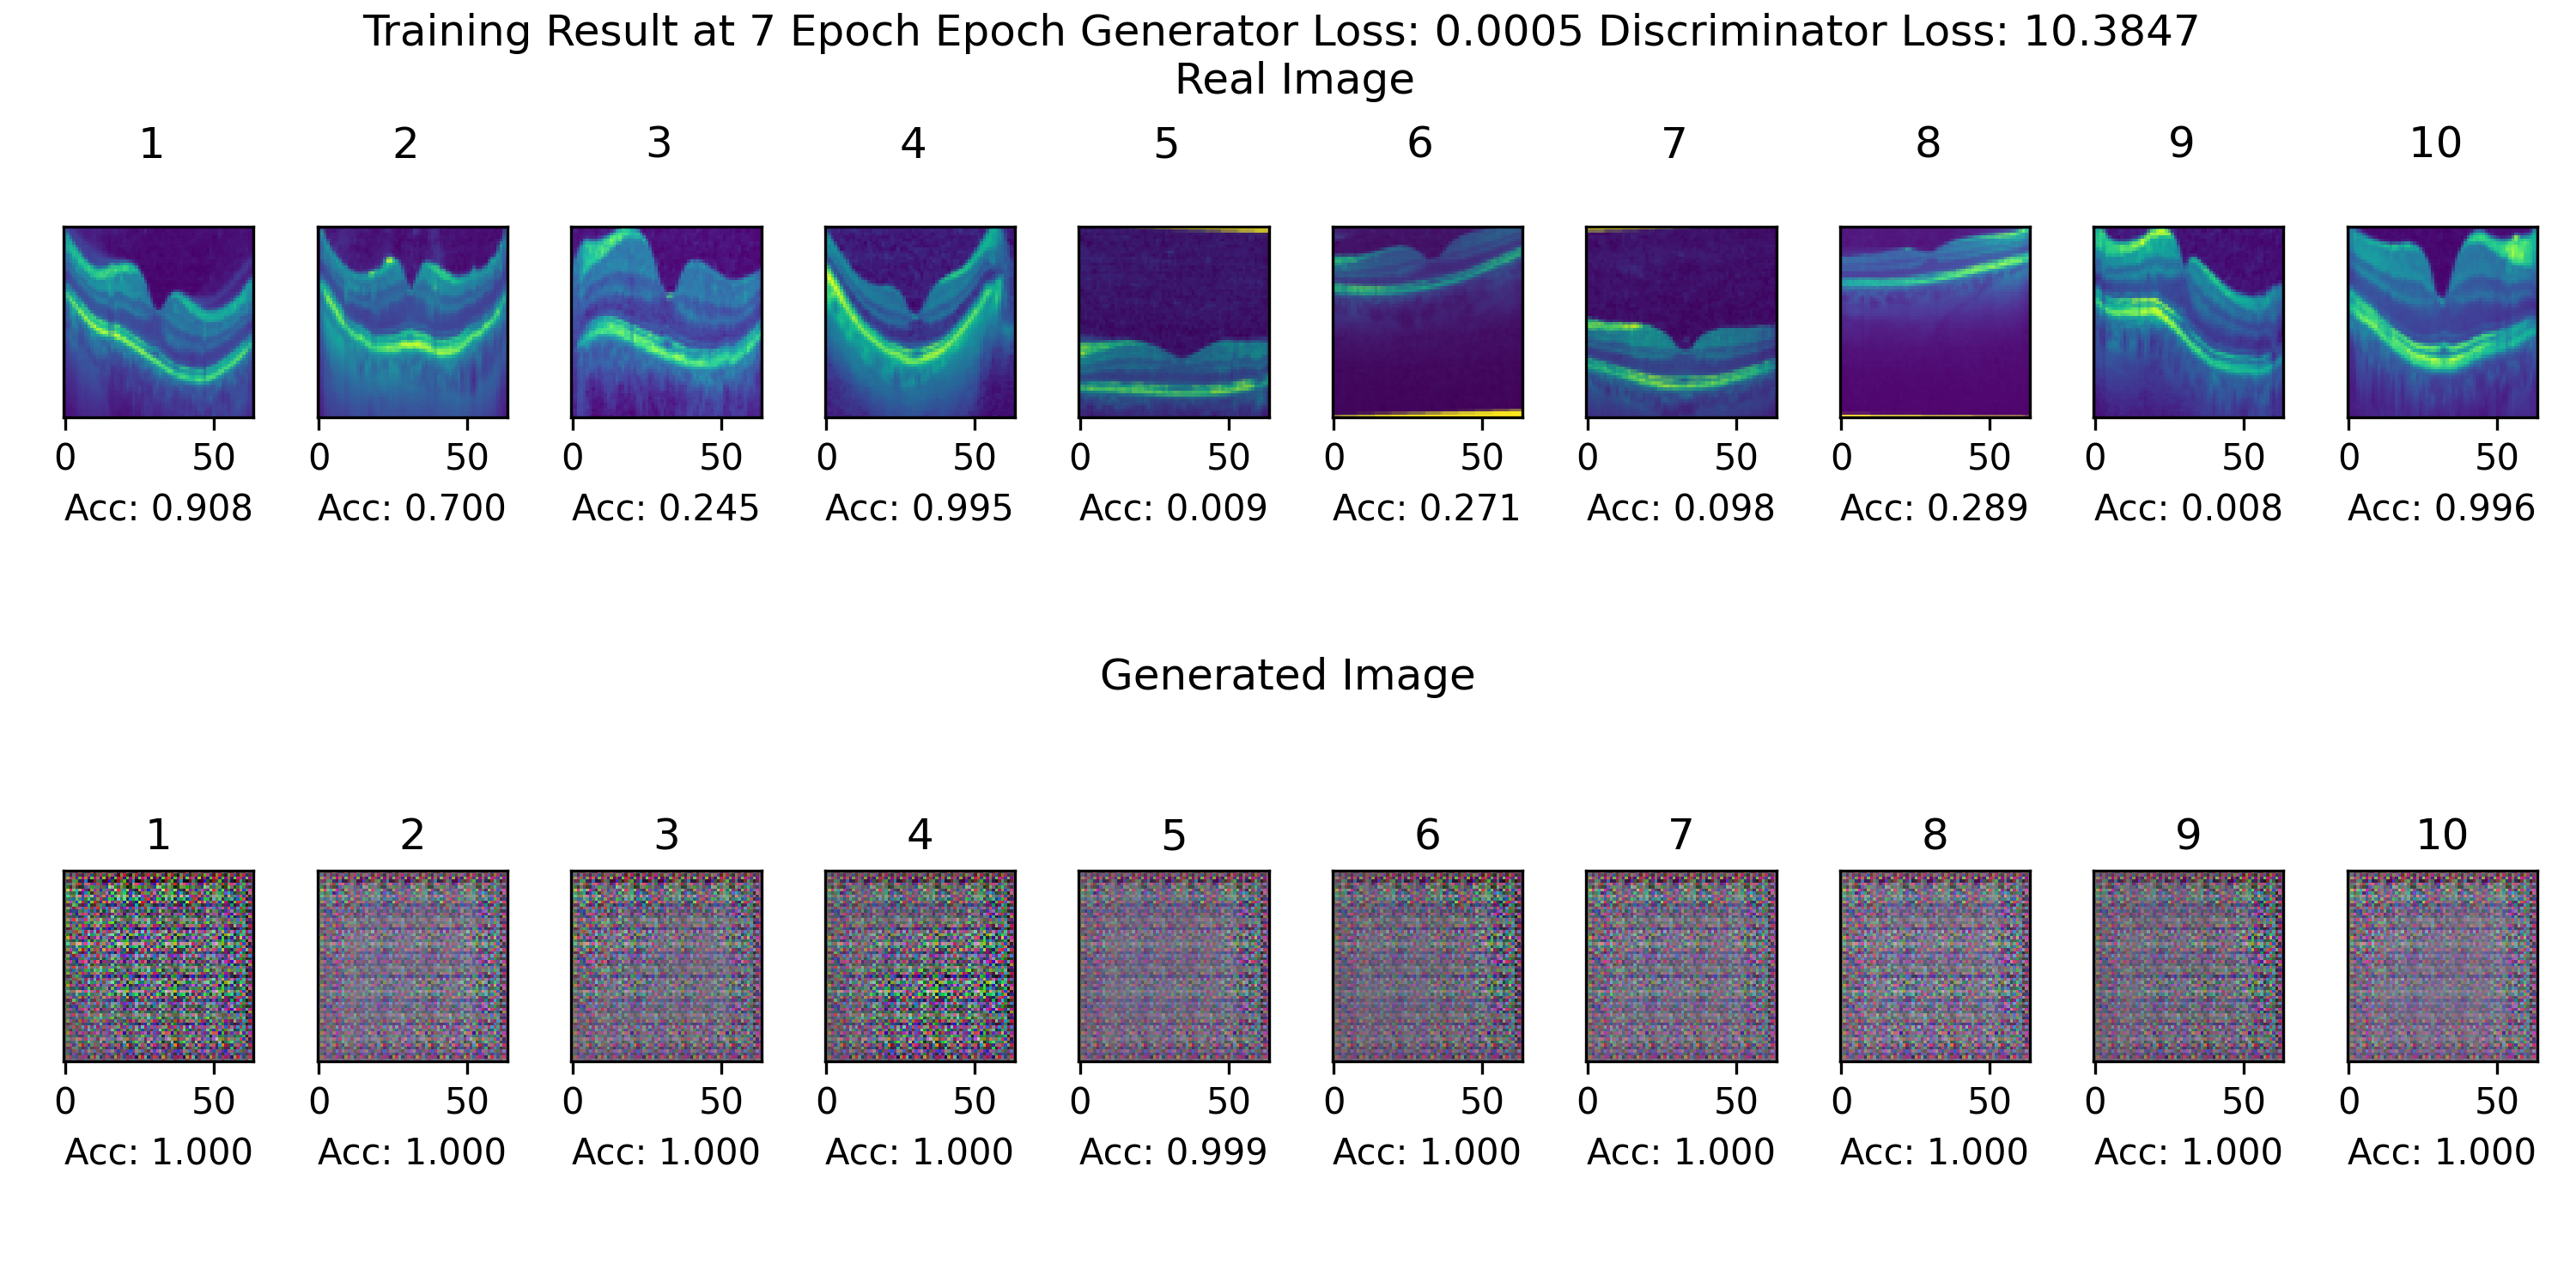 Training Result at 7 Epoch Epoch Generator Loss: 0.0005 Discriminator Loss: 10.3847
Real Image
1 2 3 4 5 6 7 8 9 10
0 50 0 50 0 50 0 50 0 50 0 50 0 50 0 50 0 50 0 50
Acc: 0.908 Acc: 0.700 Acc: 0.245 Acc: 0.995 Acc: 0.009 Acc: 0.271 Acc: 0.098 Acc: 0.289 Acc: 0.008 Acc: 0.996
Generated Image
1 2 3 4 5 6 7 8 9 10
0 50 0 50 0 50 0 50 0 50 0 50 0 50 0 50 0 50 0 50
Acc: 1.000 Acc: 1.000 Acc: 1.000 Acc: 1.000 Acc: 0.999 Acc: 1.000 Acc: 1.000 Acc: 1.000 Acc: 1.000 Acc: 1.000